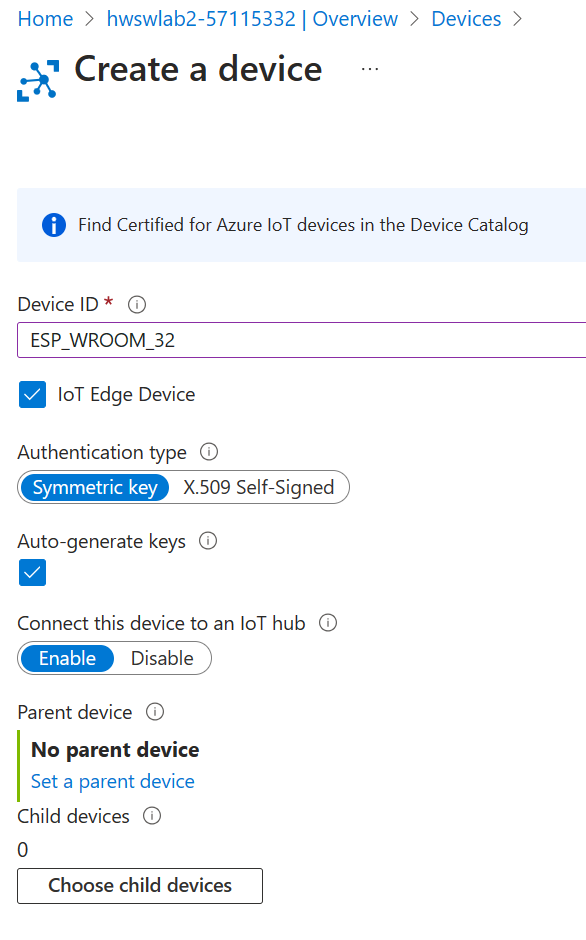 Home > hwswlab2-57115332 | Overview > Devices >
Create a device ...
Find Certified for Azure IoT devices in the Device Catalog
Device ID *
ESP_WROOM_32
IoT Edge Device
Authentication type
Symmetric key X.509 Self-Signed
Auto-generate keys
Connect this device to an IoT hub
Enable Disable
Parent device
No parent device
Set a parent device
Child devices
0
Choose child devices